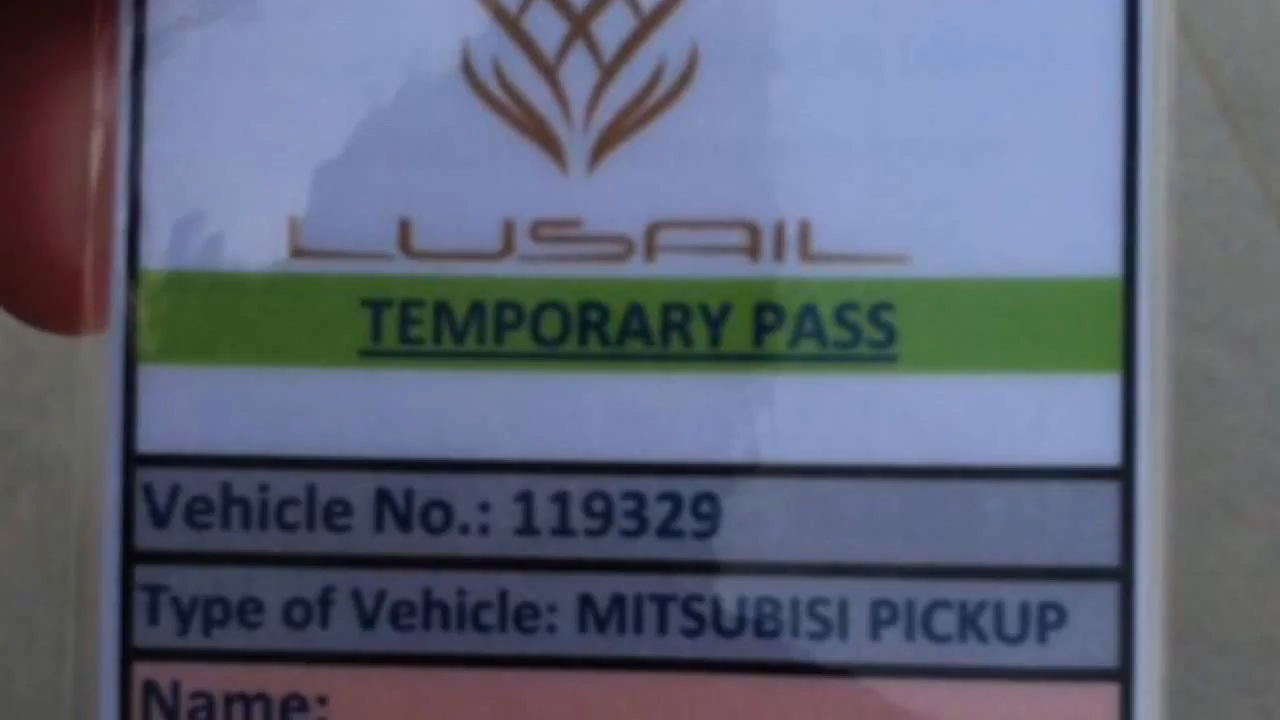 LUSAIL
TEMPORARY PASS
Vehicle No.: 119329
Type of Vehicle: MITSUBISI PICKUP
Name: